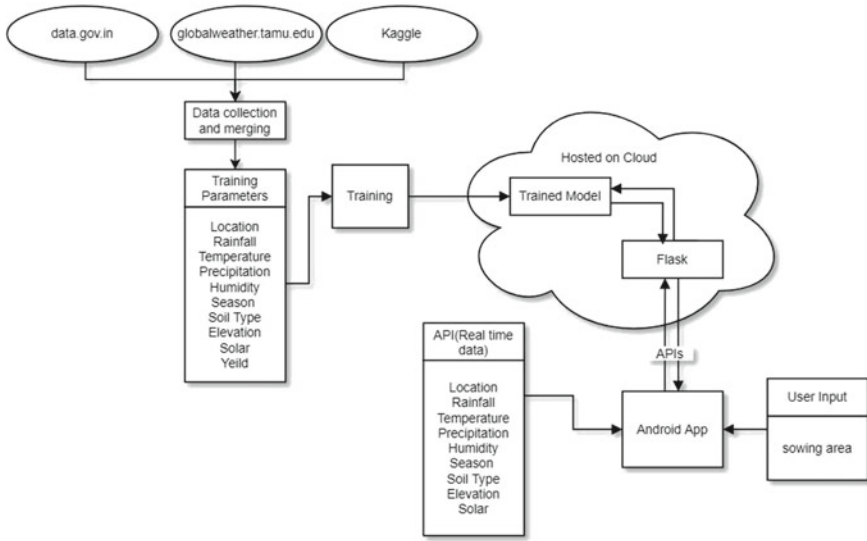 data.gov.in
globalweather.tamu.edu
Kaggle
Data collection
and merging
Training
Parameters
Location
Rainfall
Temperature
Precipitation
Humidity
Season
Soil Type
Elevation
Solar
Yeild
Training
Hosted on Cloud
Trained Model
Flask
APIs
API(Real time
data)
Location
Rainfall
Temperature
Precipitation
Humidity
Season
Soil Type
Elevation
Solar
Android App
User Input
sowing area